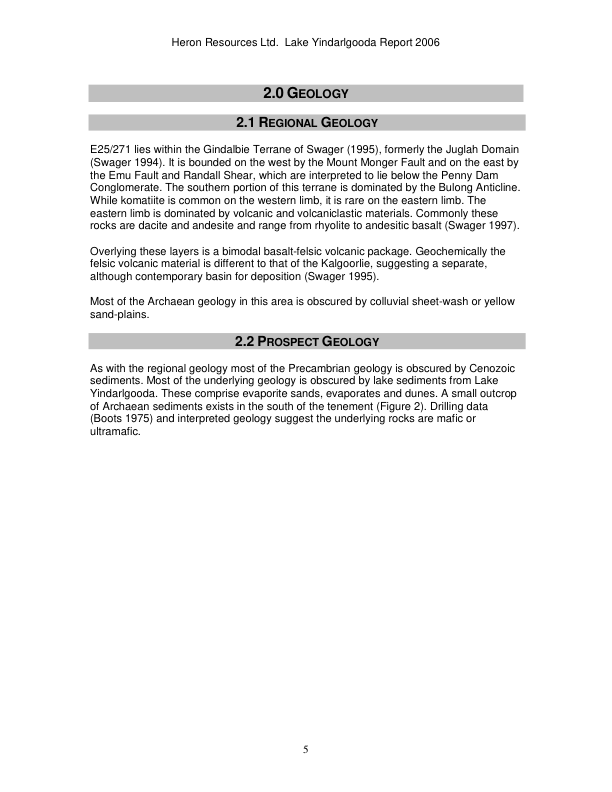 Heron Resources Ltd.  Lake Yindarlgooda Report 2006
2.0 GEOLOGY
2.1 REGIONAL GEOLOGY
E25/271 lies within the Gindalbie Terrane of Swager (1995), formerly the Juglah Domain
(Swager 1994). It is bounded on the west by the Mount Monger Fault and on the east by
the Emu Fault and Randall Shear, which are interpreted to lie below the Penny Dam
Conglomerate. The southern portion of this terrane is dominated by the Bulong Anticline.
While komatiite is common on the western limb, it is rare on the eastern limb. The
eastern limb is dominated by volcanic and volcaniclastic materials. Commonly these
rocks are dacite and andesite and range from rhyolite to andesitic basalt (Swager 1997).
Overlying these layers is a bimodal basalt-felsic volcanic package. Geochemically the
felsic volcanic material is different to that of the Kalgoorlie, suggesting a separate,
although contemporary basin for deposition (Swager 1995).
Most of the Archaean geology in this area is obscured by colluvial sheet-wash or yellow
sand-plains.
2.2 PROSPECT GEOLOGY
As with the regional geology most of the Precambrian geology is obscured by Cenozoic
sediments. Most of the underlying geology is obscured by lake sediments from Lake
Yindarlgooda. These comprise evaporite sands, evaporates and dunes. A small outcrop
of Archaean sediments exists in the south of the tenement (Figure 2). Drilling data
(Boots 1975) and interpreted geology suggest the underlying rocks are mafic or
ultramafic.
5